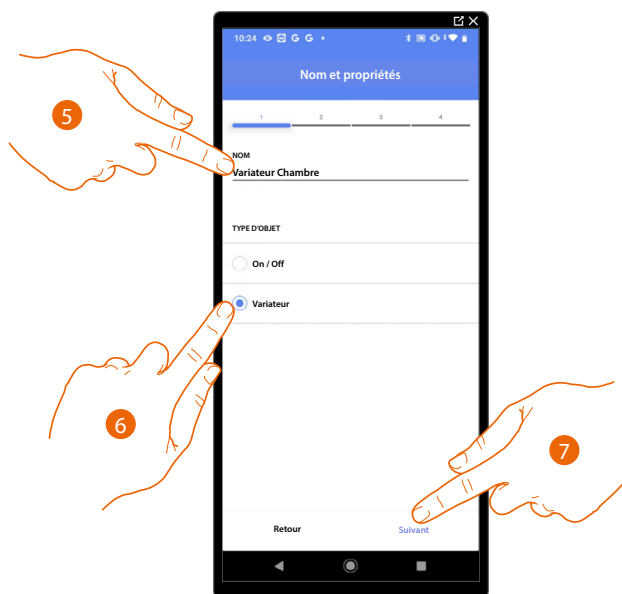 10:24 G G
Nom et propriétés
1 2 3 4
NOM
Variateur Chambre
TYPE D'OBJET
On / Off
Variateur
Retour Suivant
5
6
7